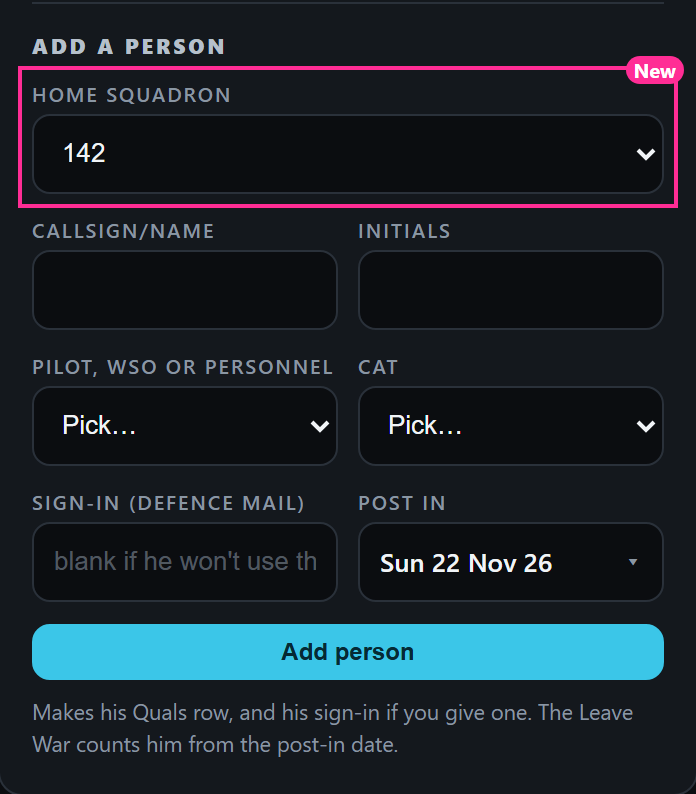 ADD A PERSON
New
HOME SQUADRON
142
CALLSIGN/NAME
INITIALS
PILOT, WSO OR PERSONNEL
CAT
Pick...
Pick...
SIGN-IN (DEFENCE MAIL)
POST IN
blank if he won't use th
Sun 22 Nov 26
Add person
Makes his Quals row, and his sign-in if you give one. The Leave
War counts him from the post-in date.